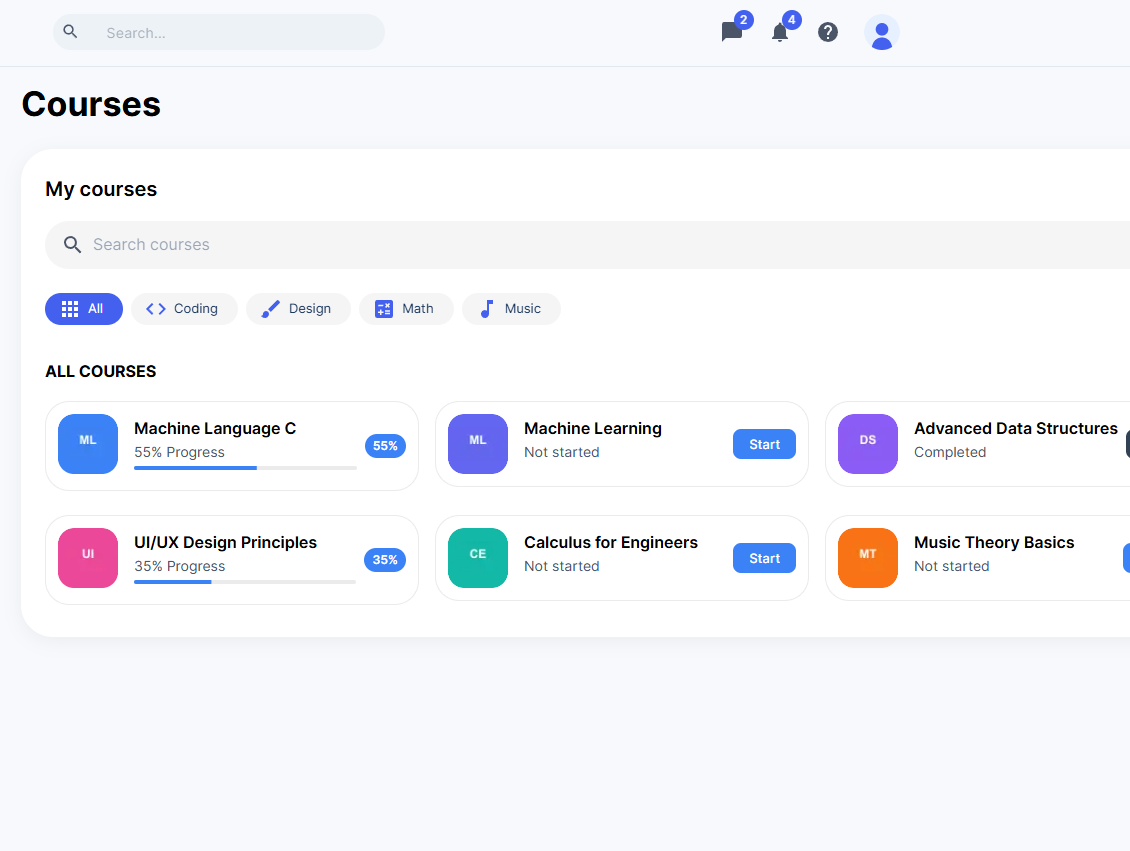 Search...
2
4
Courses
My courses
Search courses
All
Coding
Design
Math
Music
ALL COURSES
ML
Machine Language C
55% Progress
55%
ML
Machine Learning
Not started
Start
DS
Advanced Data Structures
Completed
UI
UI/UX Design Principles
35% Progress
35%
CE
Calculus for Engineers
Not started
Start
MT
Music Theory Basics
Not started